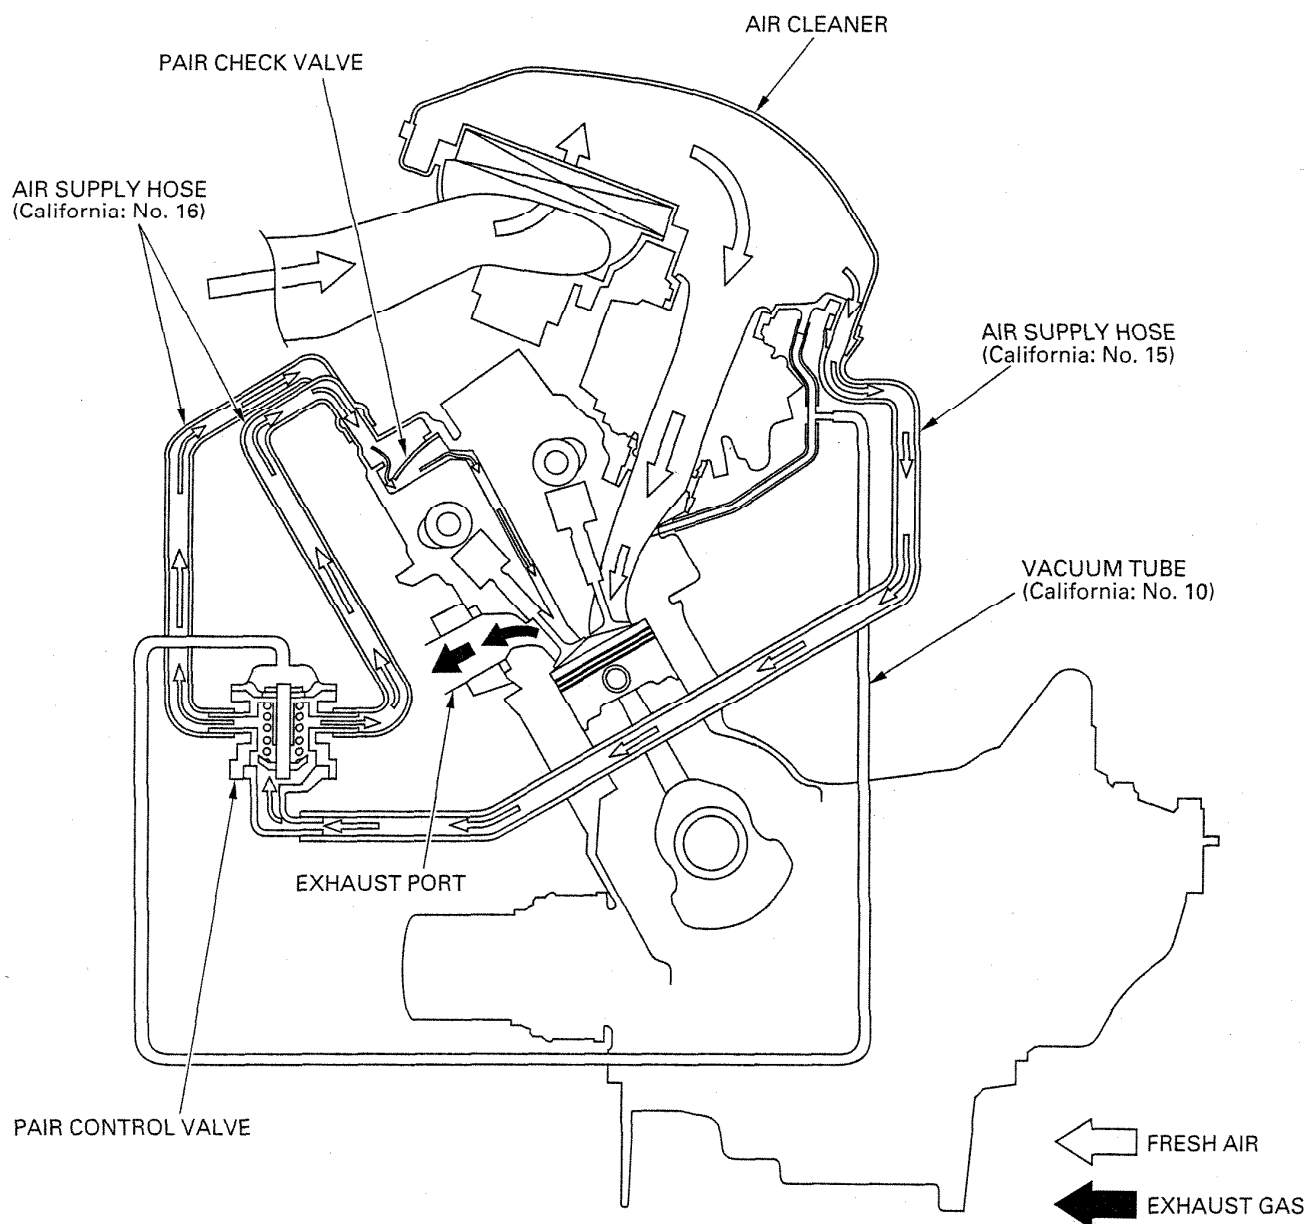 AIR CLEANER
PAIR CHECK VALVE
AIR SUPPLY HOSE
(California: No. 16)
AIR SUPPLY HOSE
(California: No. 15)
VACUUM TUBE
(California: No. 10)
EXHAUST PORT
PAIR CONTROL VALVE
FRESH AIR
EXHAUST GAS